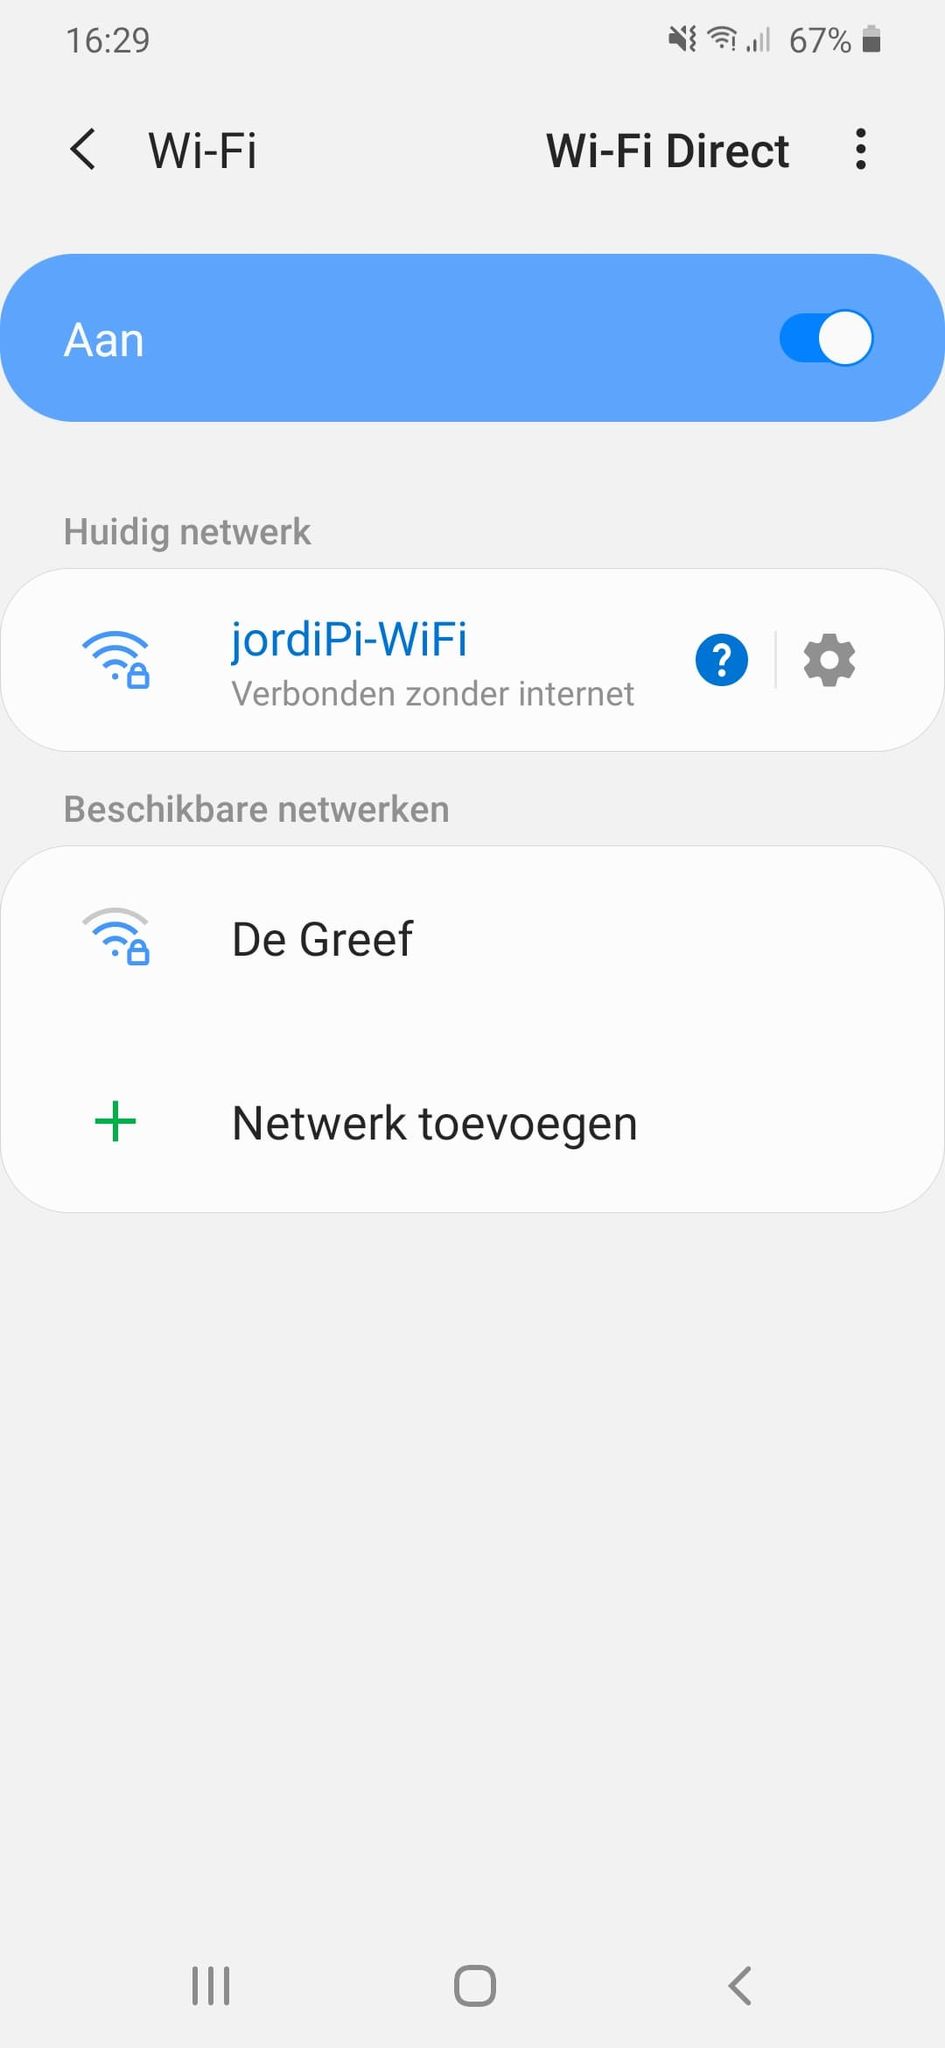 16:29 67%
Wi-Fi Wi-Fi Direct
Aan
Huidig netwerk
jordiPi-WiFi
Verbonden zonder internet
?
Beschikbare netwerken
De Greef
Netwerk toevoegen